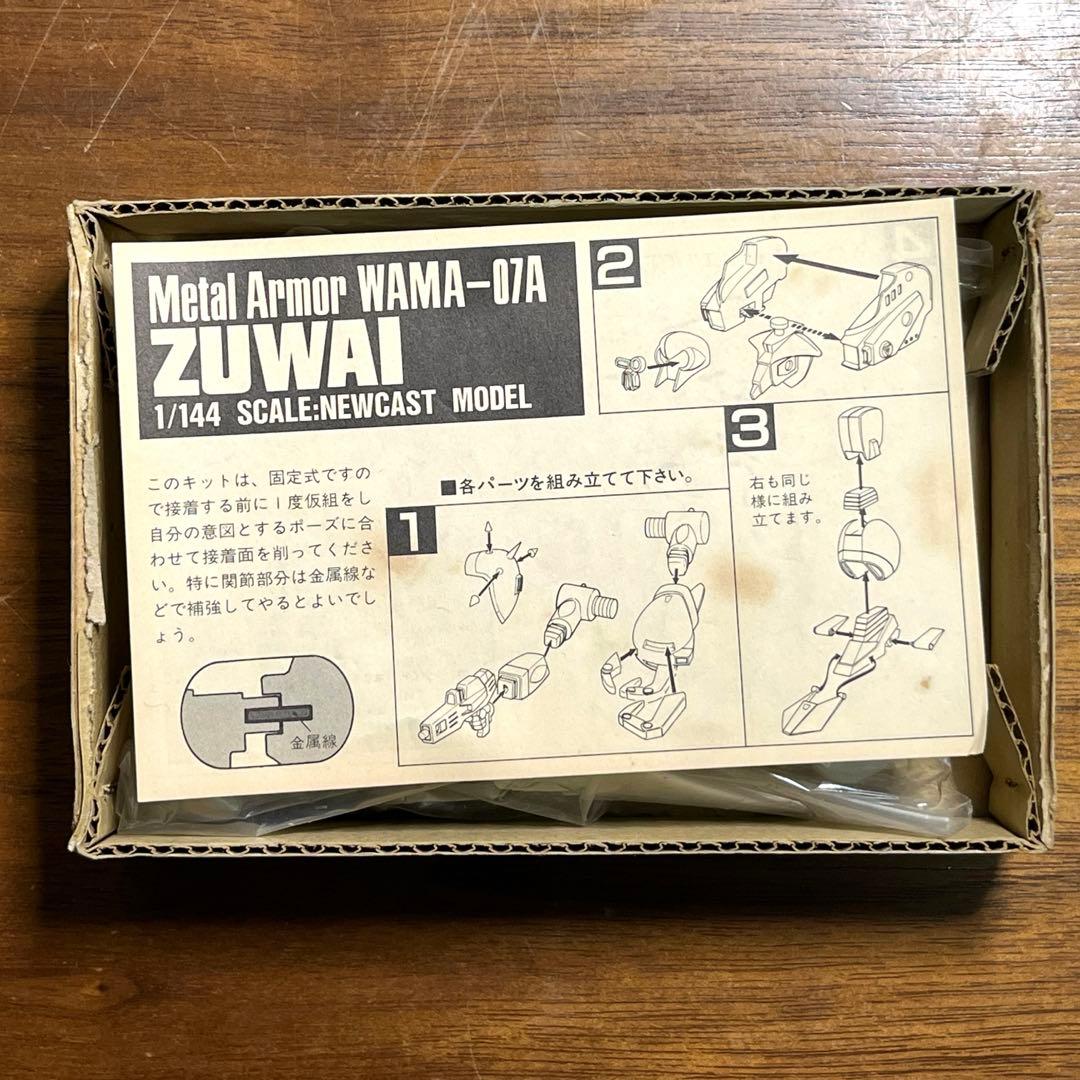 Metal Armor WAMA-07A
ZUWAI
1/144 SCALE:NEWCAST MODEL
このキットは、固定式ですの
で接着する前に1度仮組をし
自分の意図とするポーズに合
わせて接着面を削ってくださ
い。特に関節部分は金属線な
どで補強してやるとよいでし
ょう。
金属線
■各パーツを組み立てて下さい。
1
2
3
右も同じ
様に組み
立てます。